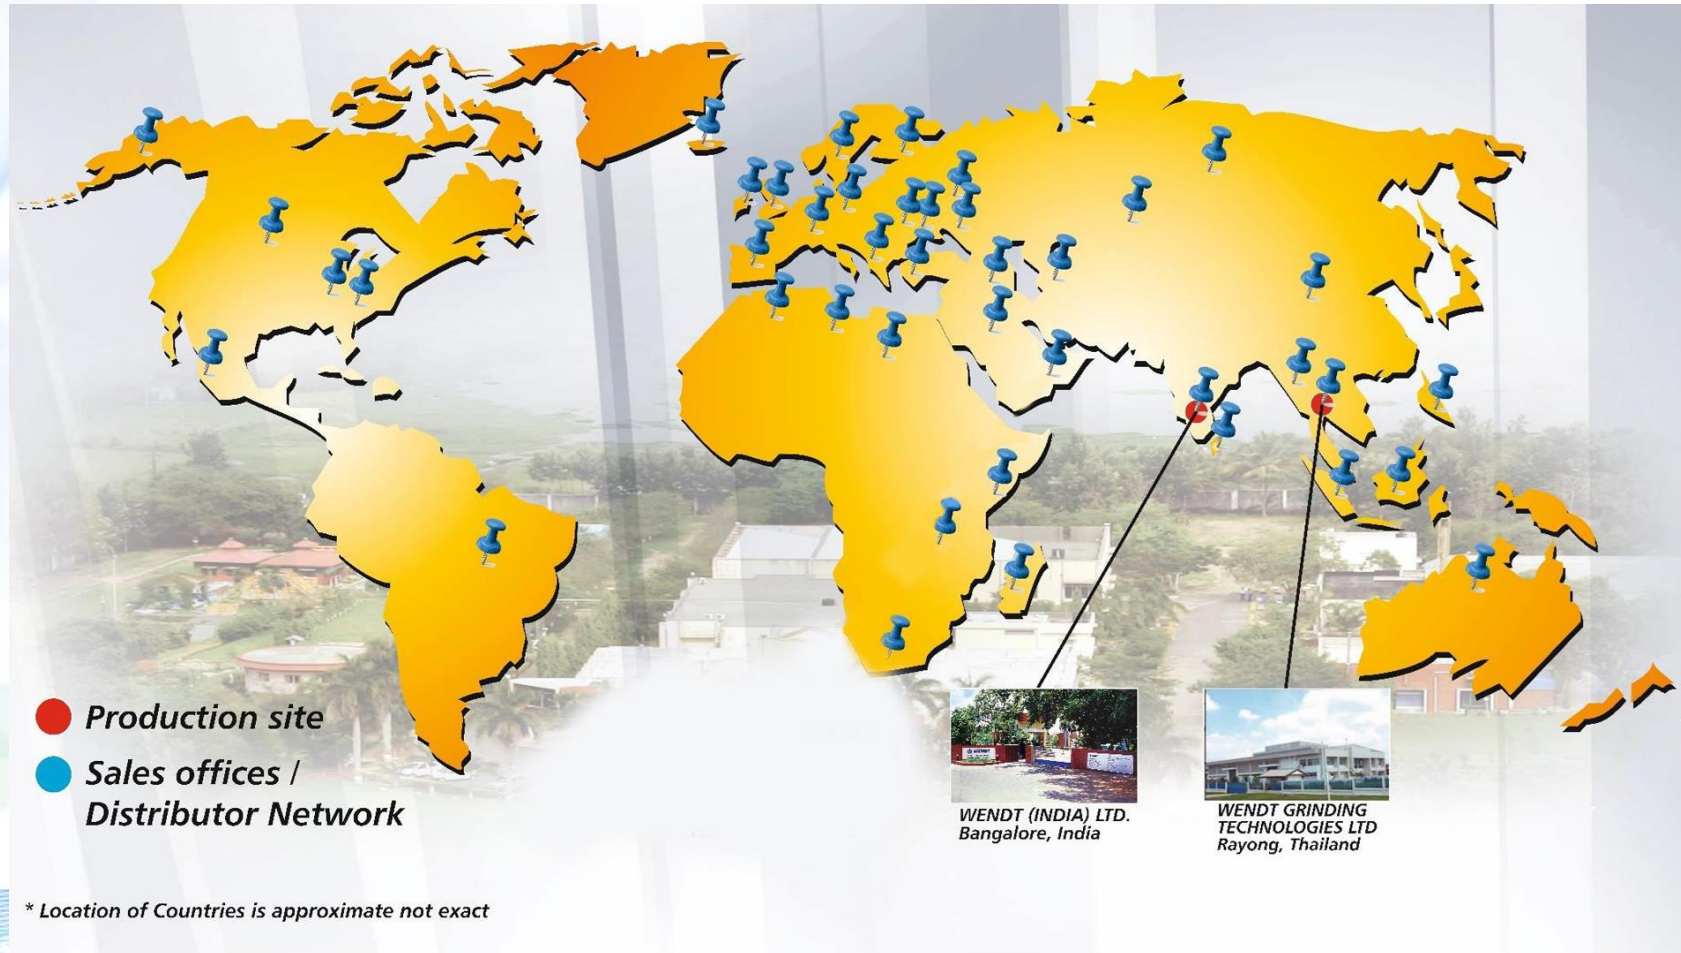 Production site
Sales offices /
Distributor Network
WENDT (INDIA) LTD.
Bangalore, India
WENDT GRINDING
TECHNOLOGIES LTD
Rayong, Thailand
* Location of Countries is approximate not exact